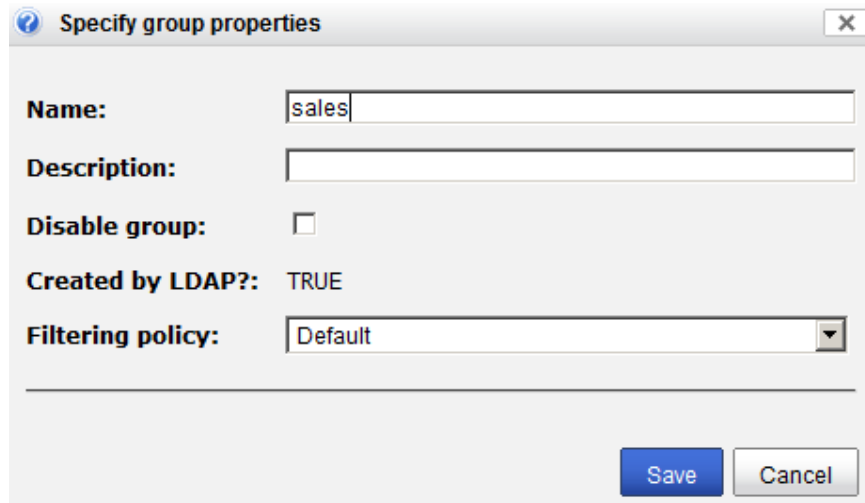 Specify group properties
Name: sales
Description:
Disable group:
Created by LDAP?: TRUE
Filtering policy: Default
Save Cancel